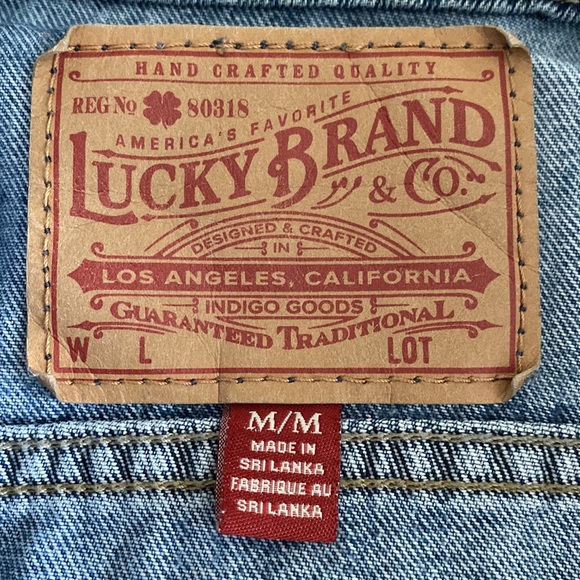 HAND CRAFTED QUALITY
REG No 80318
AMERICA'S FAVORITE
LUCKY BRAND
& Co.
DESIGNED & CRAFTED
IN
LOS ANGELES, CALIFORNIA
INDIGO GOODS
GUARANTEED TRADITIONAL
W L LOT
M/M
MADE IN
SRI LANKA
FABRIQUE AU
SRI LANKA